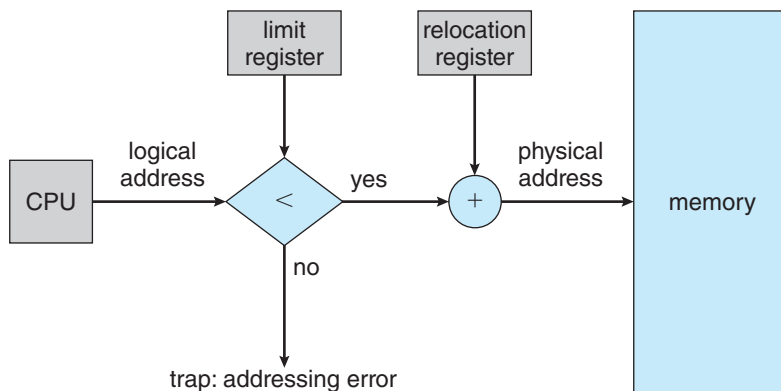 limit
register
relocation
register
logical
address
physical
address
CPU
<
yes
+
memory
no
trap: addressing error